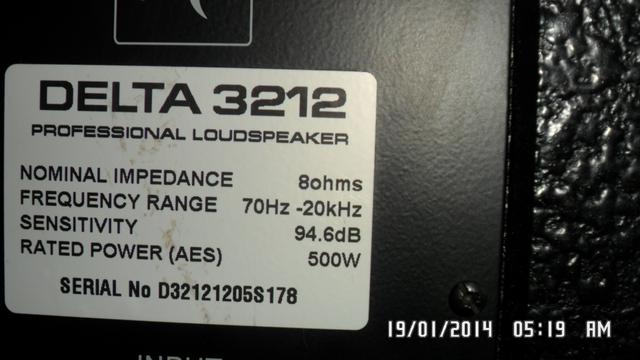 DELTA 3212
PROFESSIONAL LOUDSPEAKER
NOMINAL IMPEDANCE 8ohms
FREQUENCY RANGE 70Hz -20kHz
SENSITIVITY 94.6dB
RATED POWER (AES) 500W
SERIAL No D32121205S178
INPUT
19/01/2014 05:19 AM